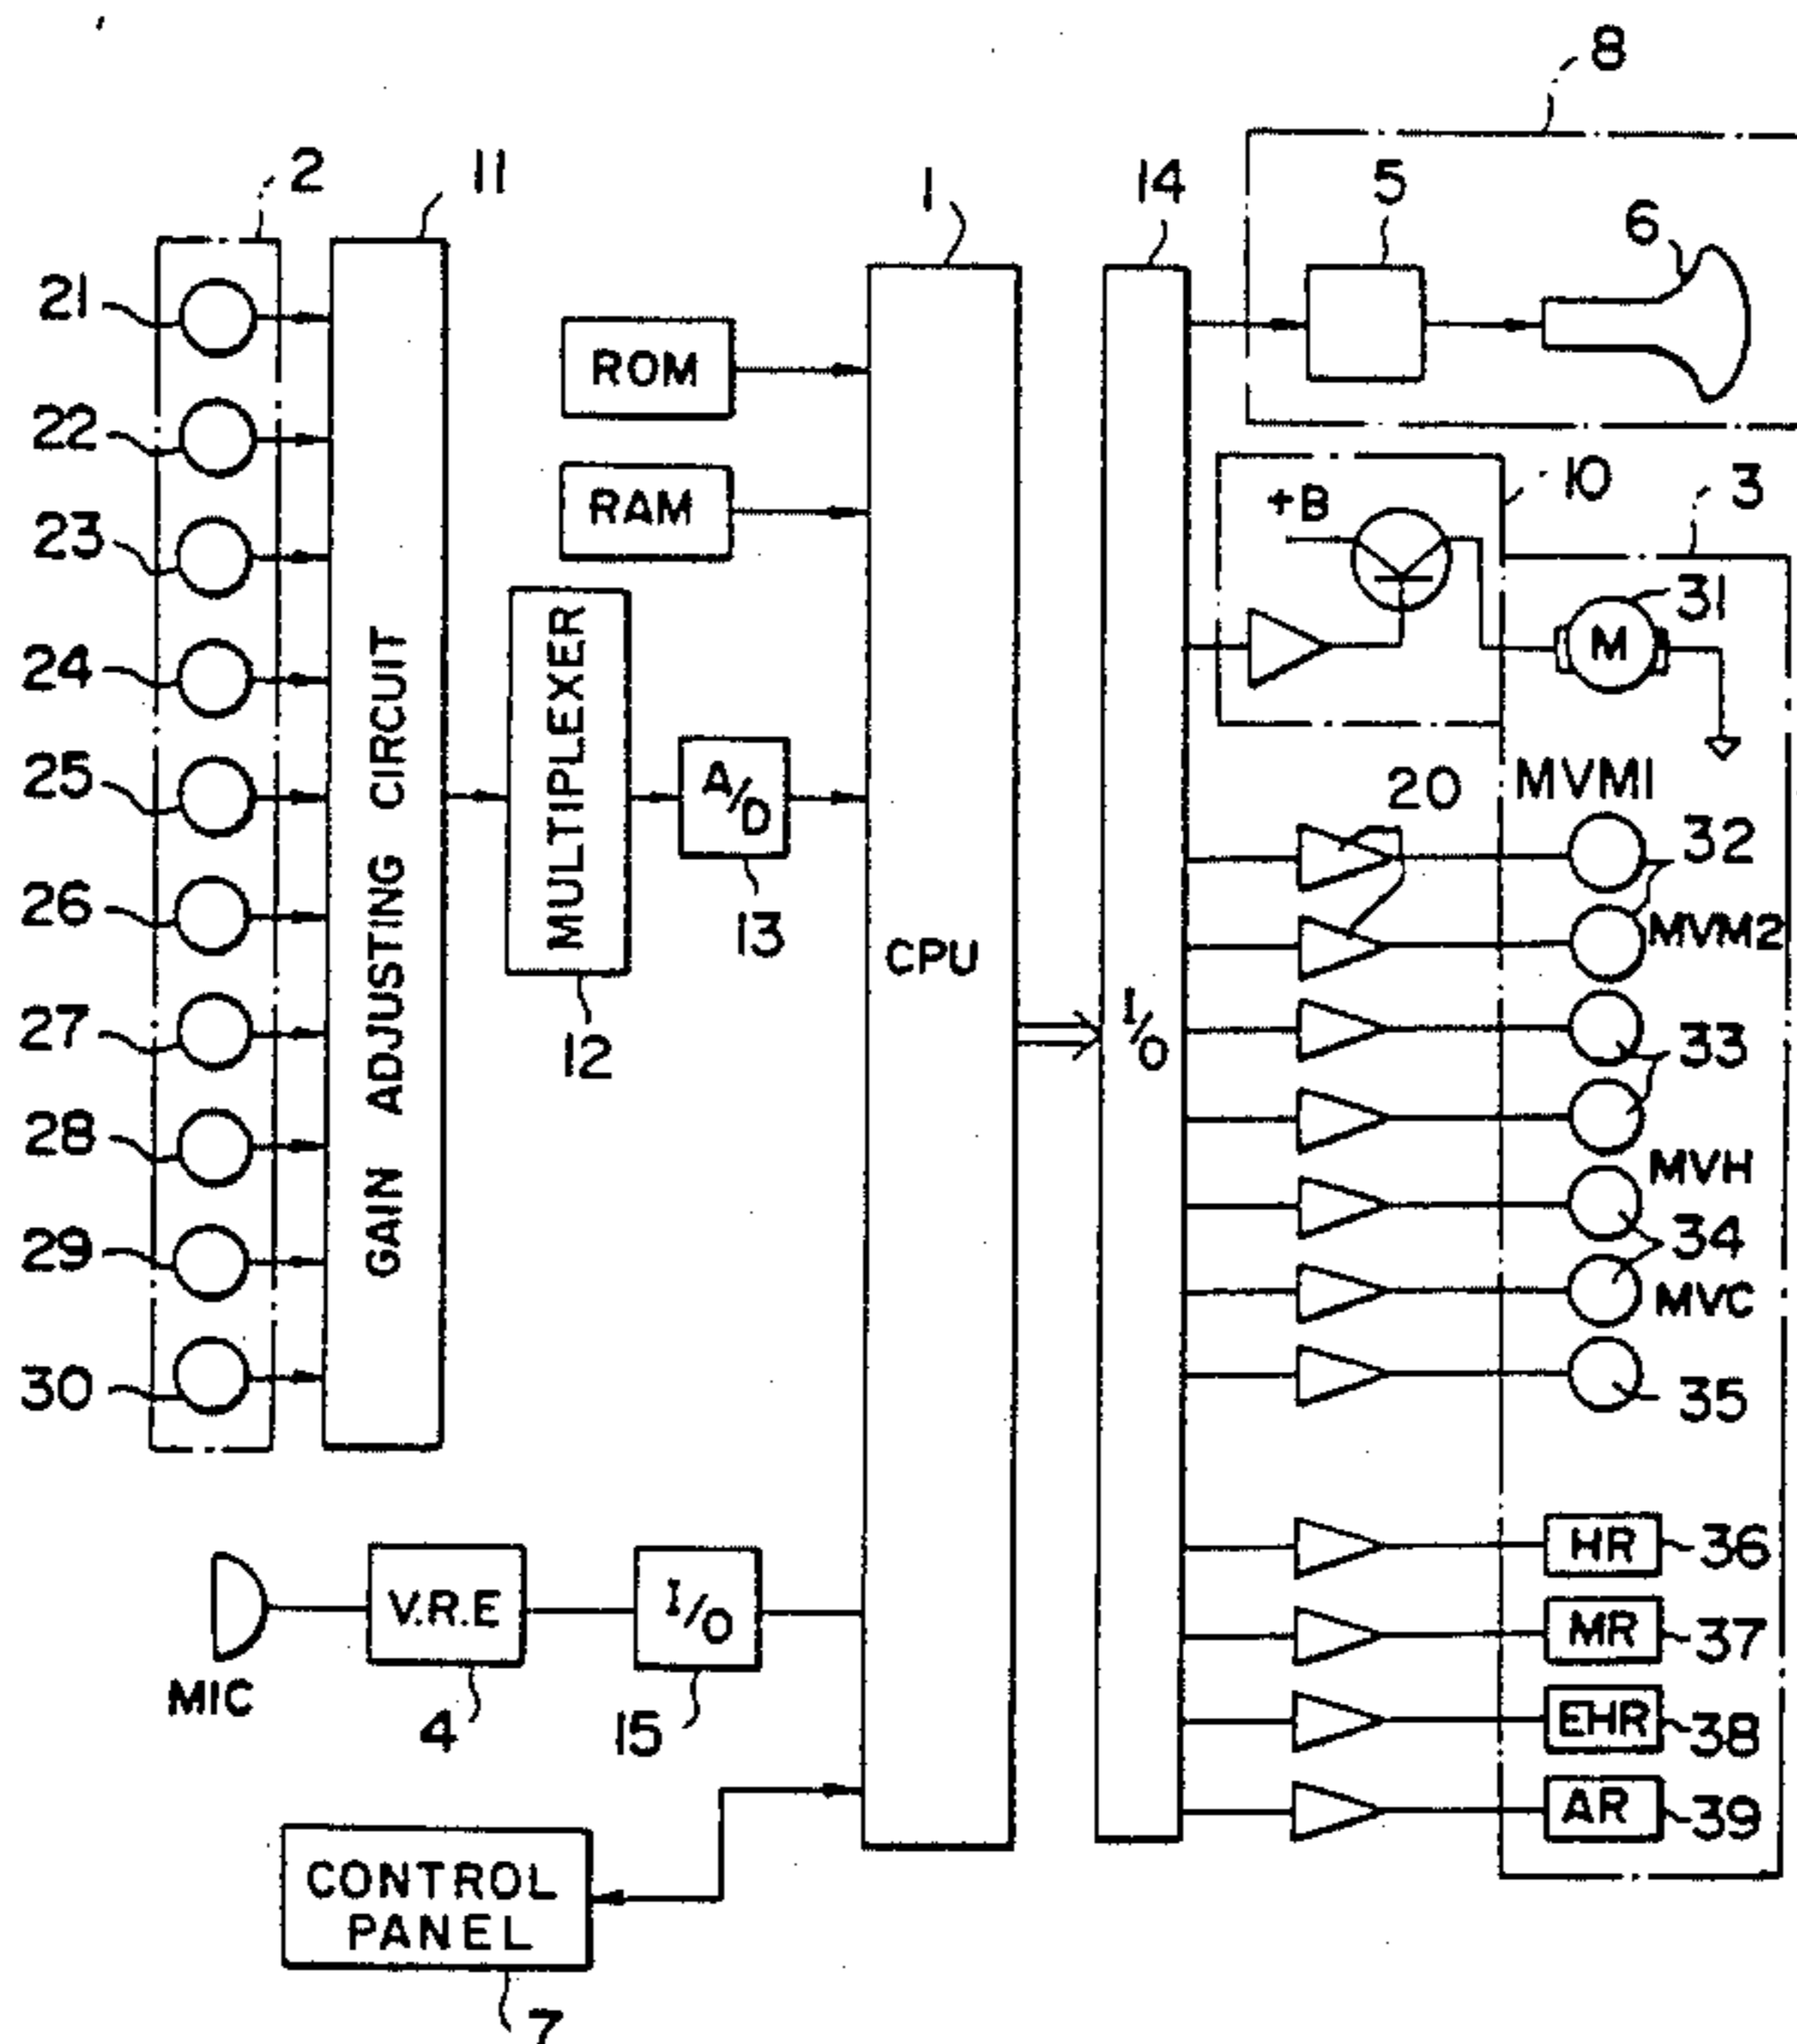 8
2
11
1
14
5
6
21
22
23
24
25
26
27
28
29
30
GAIN ADJUSTING CIRCUIT
ROM
RAM
MULTIPLEXER
12
A/D
13
CPU
I/O
+B
10
3
31
M
20
MVM1
32
MVM2
33
MVH
34
MVC
35
HR
36
MR
37
EHR
38
AR
39
MIC
V.R.E
4
I/O
15
CONTROL
PANEL
7